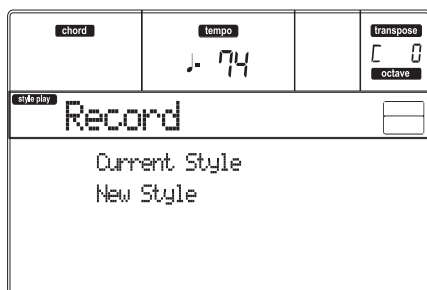 chord
tempo
transpose
♩. 74
C 0
octave
style play
Record
Current Style
New Style